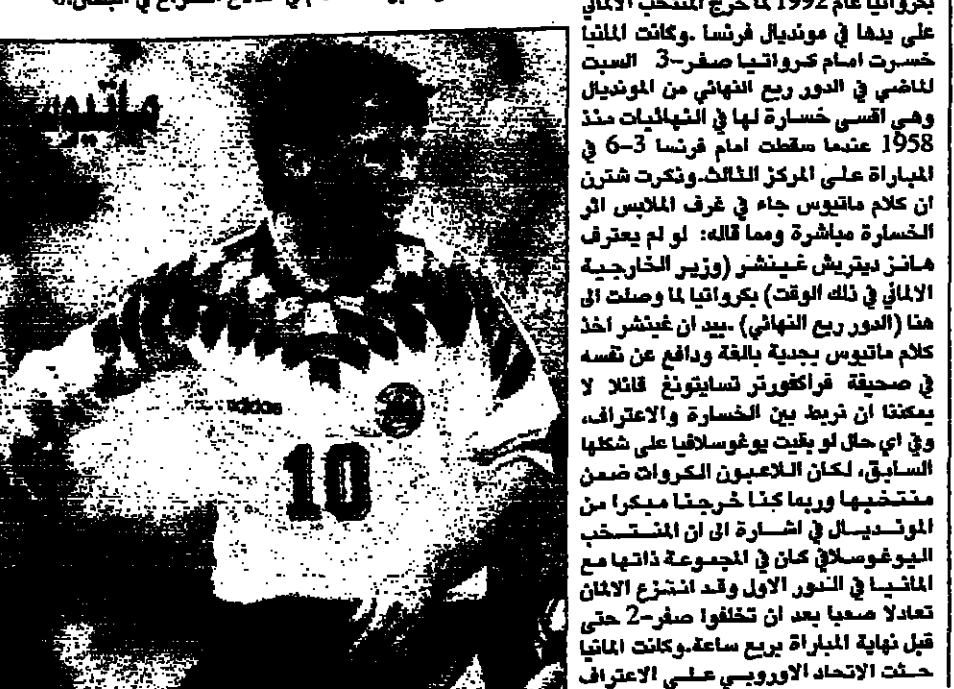 بكرواتيا عام 1992 لما خرج المنتخب الالماني
على يدها في مونديال فرنسا .وكانت المانيا
خسرت امام كرواتيا صفر-3 السبت
الماضي في الدور ربع النهائي من المونديال
وهي اقسى خسارة لها في النهائيات منذ
1958 عندما سقطت امام فرنسا 3-6 في
المباراة على المركز الثالث.وذكرت شترن
ان كلام ماتيوس جاء في غرف الملابس اثر
الخسارة مباشرة ومما قاله: لو لم يعترف
هانز ديتريش غينشر (وزير الخارجية
الالماني في ذلك الوقت) بكرواتيا لما وصلت الى
هنا (الدور ربع النهائي) .بيد ان غينشر اخذ
كلام ماتيوس بجدية بالغة ودافع عن نفسه
في صحيفة فراكفورتر تسايتونغ قائلا لا
يمكننا ان نربط بين الخسارة والاعتراف،
وفي اي حال لو بقيت يوغوسلافيا على شكلها
السابق، لكان اللاعبون الكروات ضمن
منتخبها وربما كنا خرجنا مبكرا من
المونديال في اشارة الى ان المنتخب
اليوغوسلافي كان في المجموعة ذاتها مع
المانيا في الدور الاول وقد انتزع الالمان
تعادلا صعبا بعد ان تخلفوا صفر-2 حتى
قبل نهاية المباراة بربع ساعة.وكانت المانيا
حثت الاتحاد الاوروبي على الاعتراف
ماتيوس
adidas
10